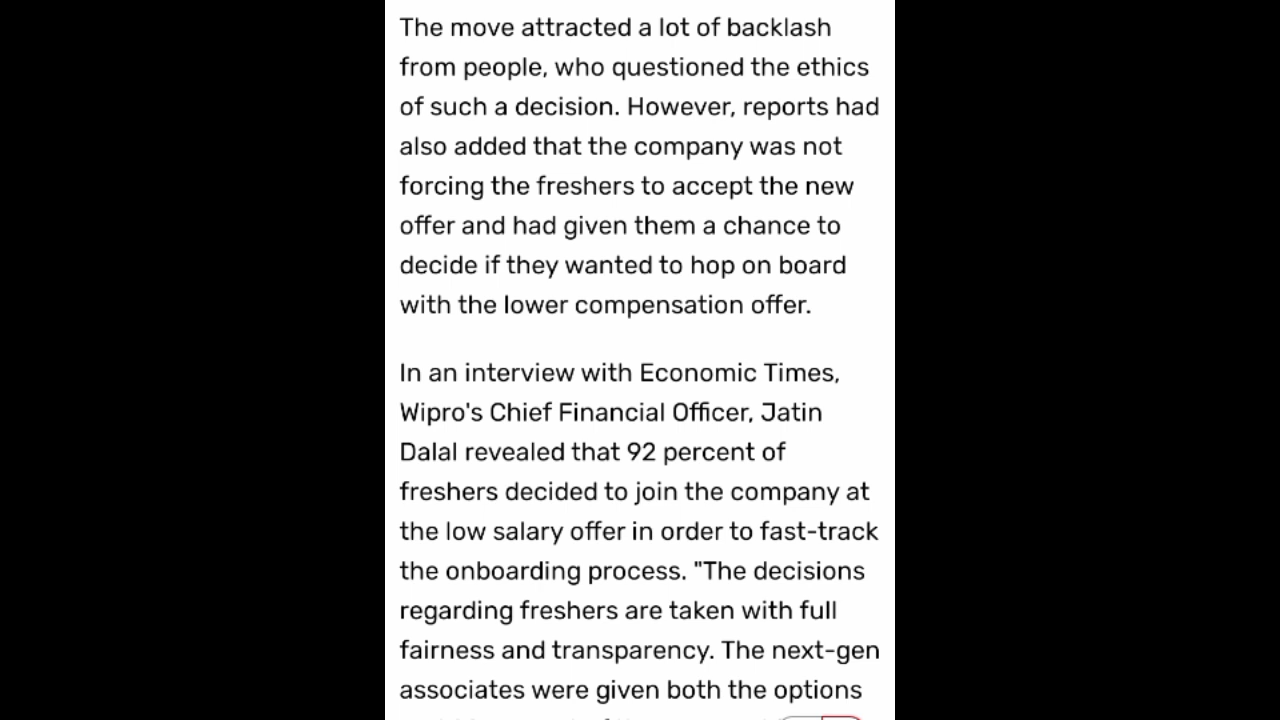 The move attracted a lot of backlash
from people, who questioned the ethics
of such a decision. However, reports had
also added that the company was not
forcing the freshers to accept the new
offer and had given them a chance to
decide if they wanted to hop on board
with the lower compensation offer.
In an interview with Economic Times,
Wipro's Chief Financial Officer, Jatin
Dalal revealed that 92 percent of
freshers decided to join the company at
the low salary offer in order to fast-track
the onboarding process. "The decisions
regarding freshers are taken with full
fairness and transparency. The next-gen
associates were given both the options